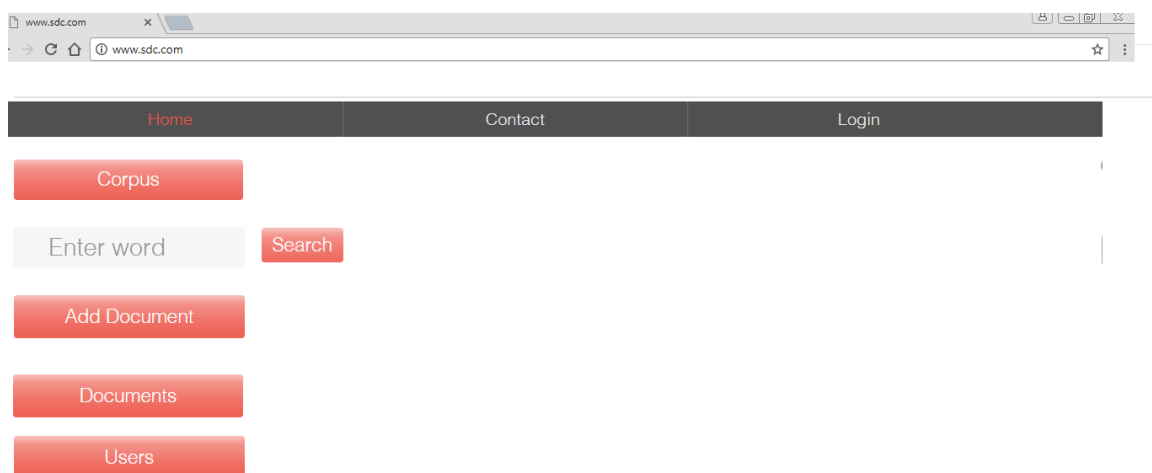 www.sdc.com
www.sdc.com
Home Contact Login
Corpus
Enter word Search
Add Document
Documents
Users